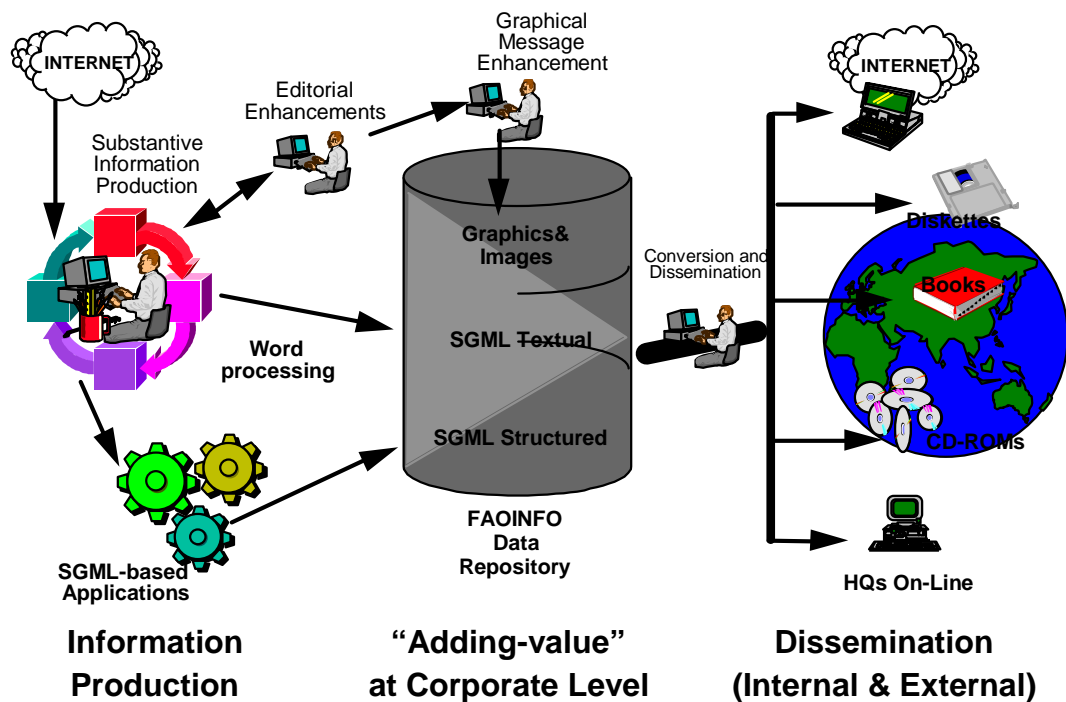 INTERNET
Substantive
Information
Production
Editorial
Enhancements
Graphical
Message
Enhancement
Word
processing
SGML-based
Applications
Graphics&
Images
SGML Textual
SGML Structured
FAOINFO
Data
Repository
Conversion and
Dissemination
INTERNET
Diskettes
Books
CD-ROMs
HQs On-Line
Information
Production
“Adding-value”
at Corporate Level
Dissemination
(Internal & External)